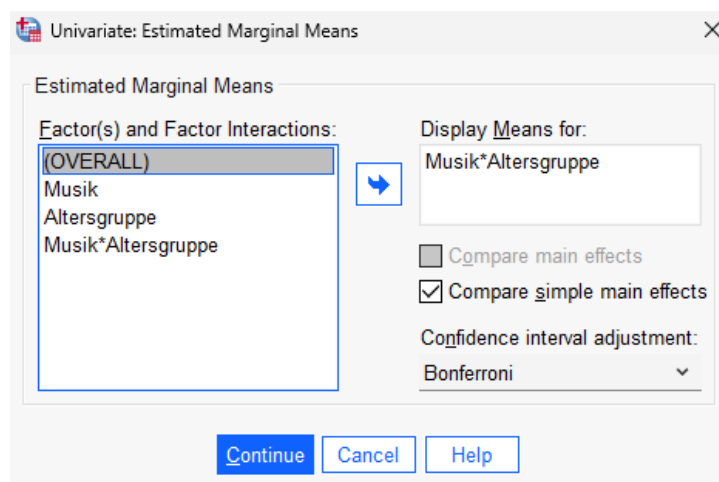 Univariate: Estimated Marginal Means
Estimated Marginal Means
Factor(s) and Factor Interactions:
(OVERALL)
Musik
Altersgruppe
Musik*Altersgruppe
Display Means for:
Musik*Altersgruppe
Compare main effects
Compare simple main effects
Confidence interval adjustment:
Bonferroni
Continue
Cancel
Help